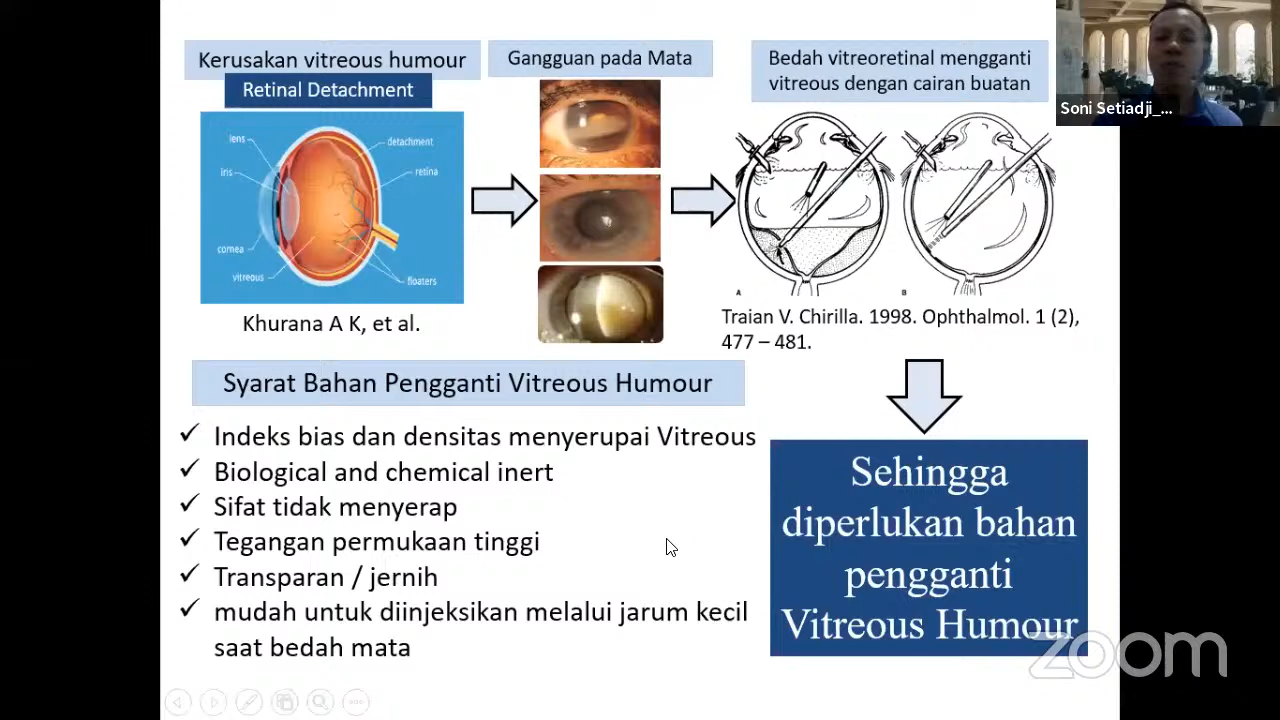 Kerusakan vitreous humour
Retinal Detachment
lens
iris
cornea
vitreous
detachment
retina
floaters
Khurana A K, et al.
Gangguan pada Mata
Bedah vitreoretinal mengganti
vitreous dengan cairan buatan
A
B
Traian V. Chirilla. 1998. Ophthalmol. 1 (2),
477 – 481.
Soni Setiadji_...
Syarat Bahan Pengganti Vitreous Humour
✓ Indeks bias dan densitas menyerupai Vitreous
✓ Biological and chemical inert
✓ Sifat tidak menyerap
✓ Tegangan permukaan tinggi
✓ Transparan / jernih
✓ mudah untuk diinjeksikan melalui jarum kecil
saat bedah mata
Sehingga
diperlukan bahan
pengganti
Vitreous Humour
zoom